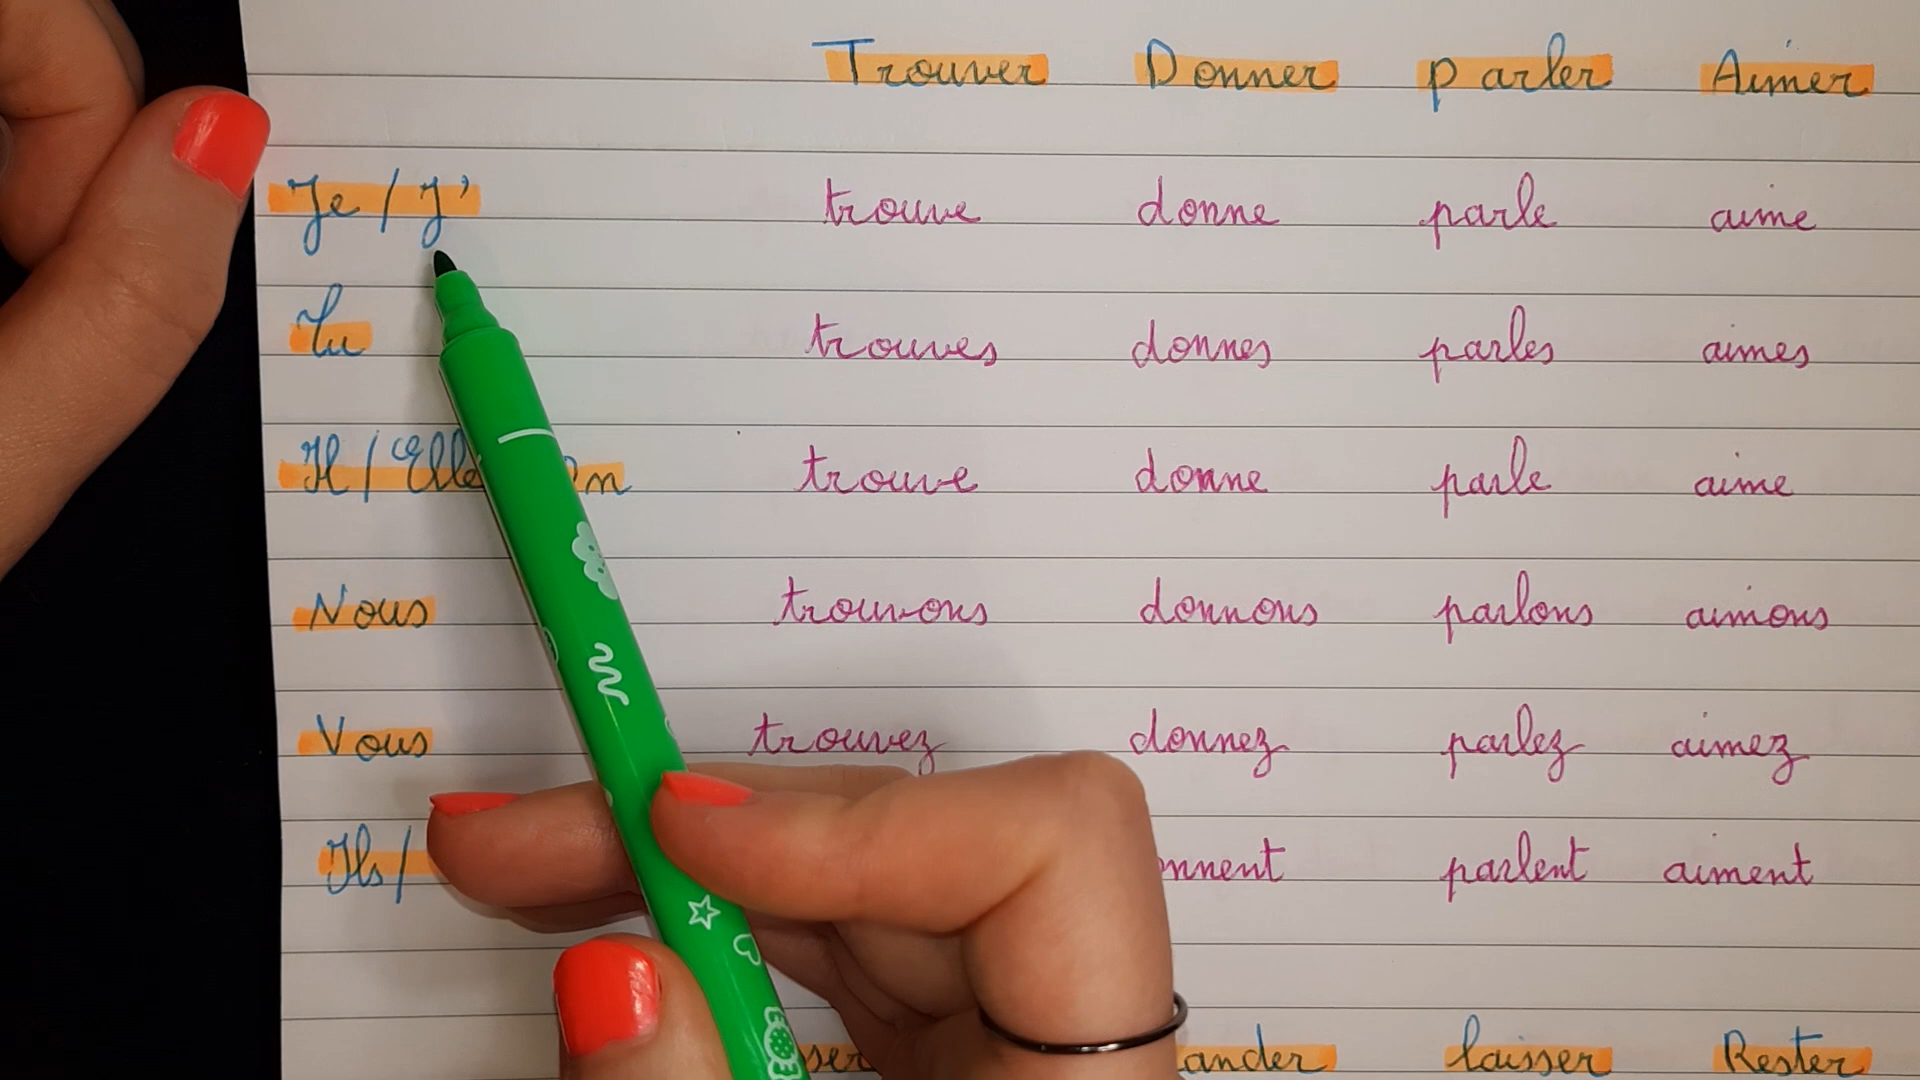 Trouver Donner parler Aimer
Je / J' trouve donne parle aime
Tu trouves donnes parles aimes
Il / Elle trouve donne parle aime
Nous trouvons donnons parlons aimons
Vous trouvez donnez parlez aimez
Ils / parlent aiment
laisser Rester